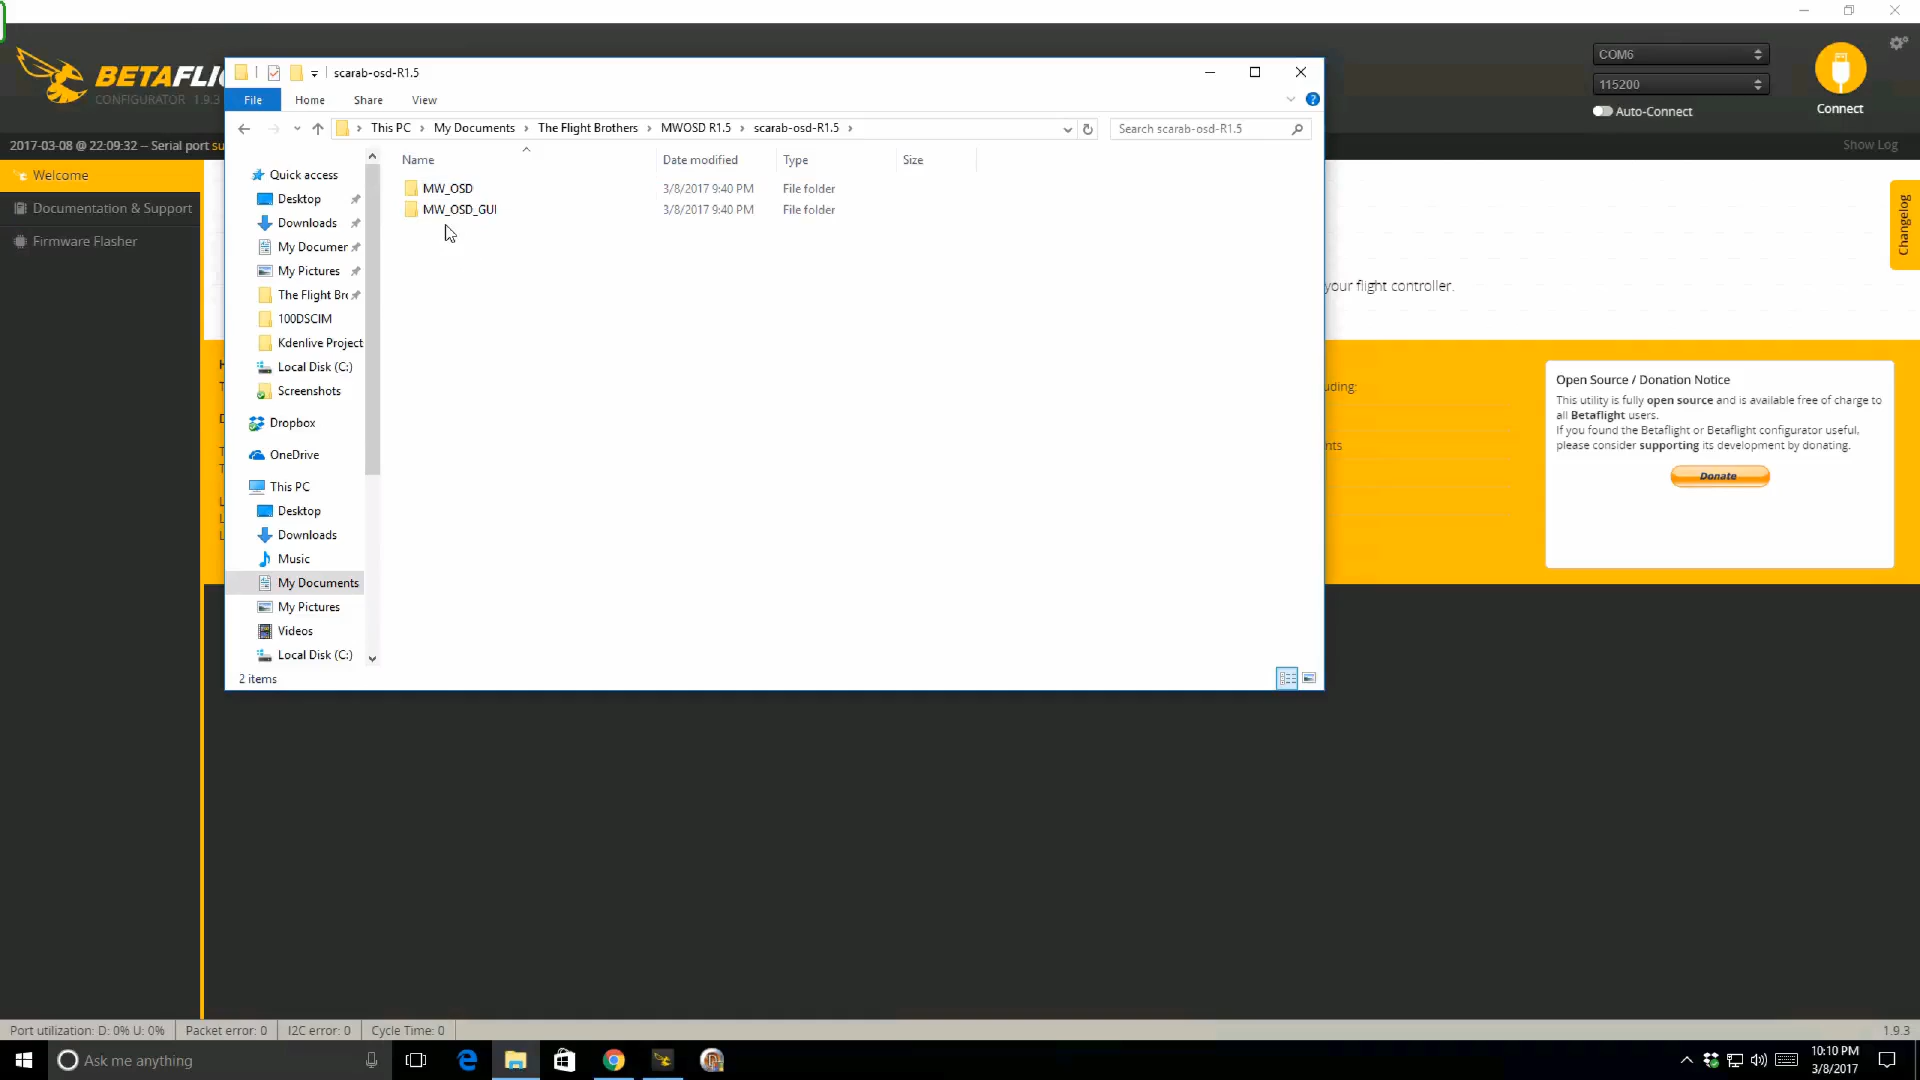 BETAFLI
CONFIGURATOR 1.9.3
COM6
115200
Auto-Connect
Connect
2017-03-08 @ 22:09:32 -- Serial port su
Show Log
Welcome
Documentation & Support
Firmware Flasher
scarab-osd-R1.5
File Home Share View
This PC My Documents The Flight Brothers MWOSD R1.5 scarab-osd-R1.5
Search scarab-osd-R1.5
Name Date modified Type Size
MW_OSD 3/8/2017 9:40 PM File folder
MW_OSD_GUI 3/8/2017 9:40 PM File folder
Quick access
Desktop
Downloads
My Documer
My Pictures
The Flight Br
100DSCIM
Kdenlive Project
Local Disk (C:)
Screenshots
Dropbox
OneDrive
This PC
Desktop
Downloads
Music
My Documents
My Pictures
Videos
Local Disk (C:)
2 items
your flight controller.
Changelog
uding:
nts
Open Source / Donation Notice
This utility is fully open source and is available free of charge to
all Betaflight users.
If you found the Betaflight or Betaflight configurator useful,
please consider supporting its development by donating.
Donate
Port utilization: D: 0% U: 0% Packet error: 0 I2C error: 0 Cycle Time: 0
1.9.3
Ask me anything
10:10 PM
3/8/2017